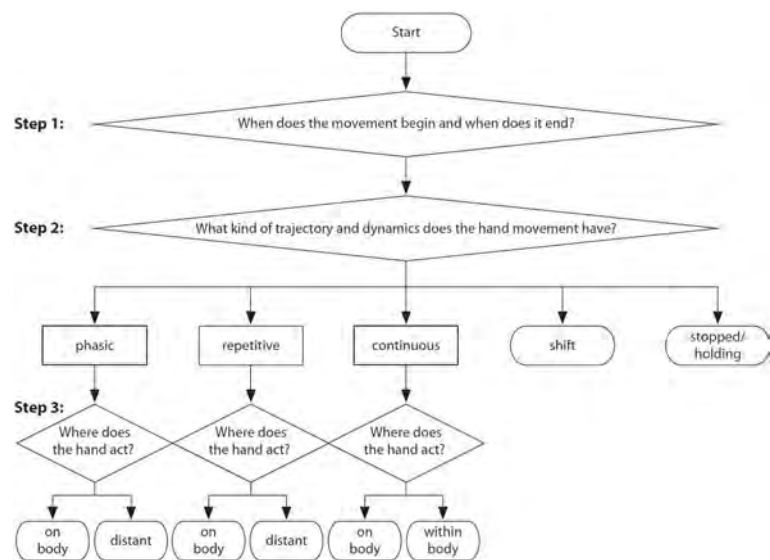 Start
Step 1:
When does the movement begin and when does it end?
Step 2:
What kind of trajectory and dynamics does the hand movement have?
phasic
repetitive
continuous
shift
stopped/
holding
Step 3:
Where does
the hand act?
Where does
the hand act?
Where does
the hand act?
on
body
distant
on
body
distant
on
body
within
body